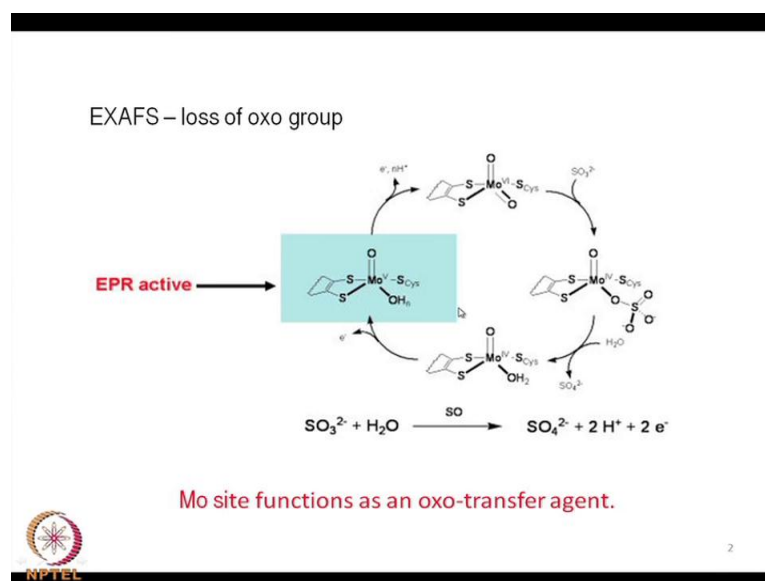 EXAFS – loss of oxo group
O
e⁻, nH⁺
S Mo^VI S_Cys
S O
SO₃²⁻
EPR active
O
S Mo^V S_Cys
S OH_n
O
S Mo^IV S_Cys
S O S O
⁻O O⁻
e⁻
O
S Mo^IV S_Cys
S OH₂
H₂O
SO₄²⁻
SO₃²⁻ + H₂O SO SO₄²⁻ + 2 H⁺ + 2 e⁻
Mo site functions as an oxo-transfer agent.
NPTEL
2